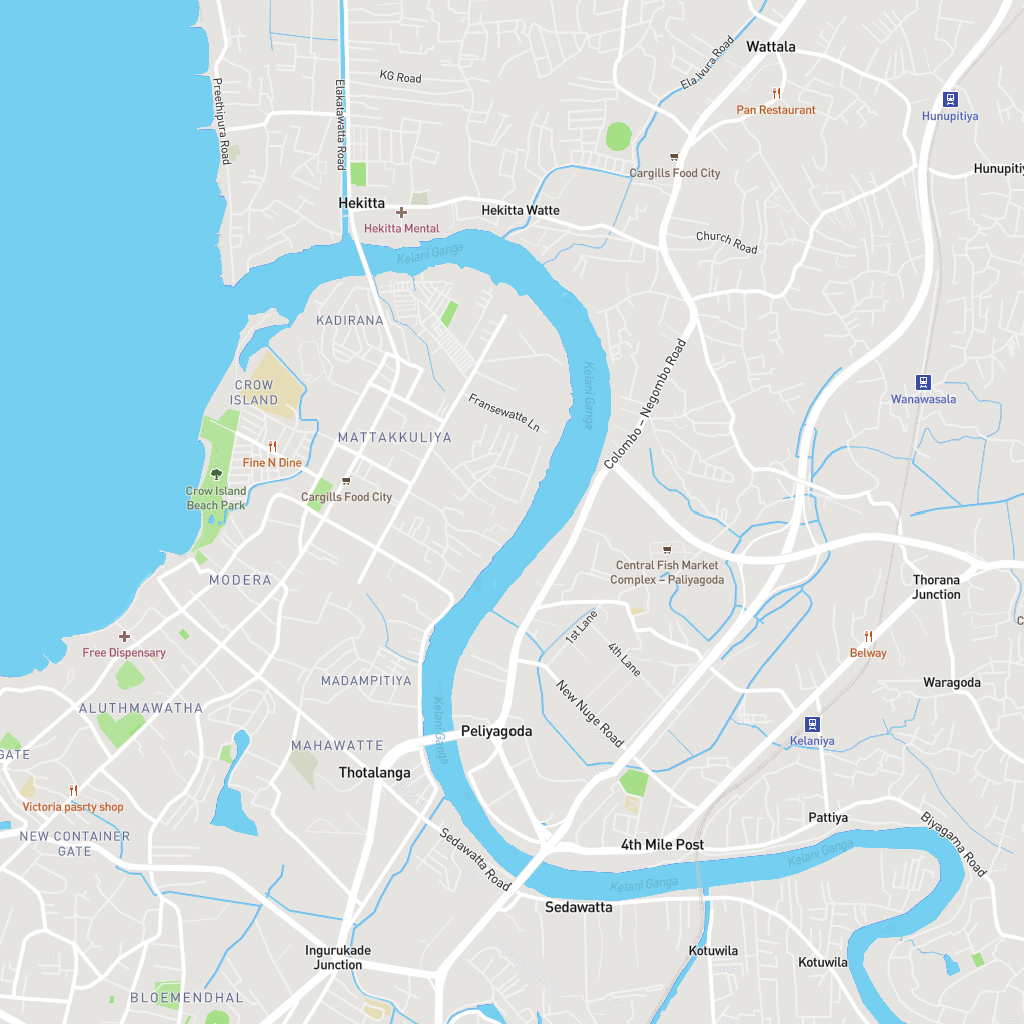 Wattala
Ela Ivura Road
KG Road
Preethipura Road
Elakalawatta Road
Pan Restaurant
Hunupitiya
Cargills Food City
Hunupitiy
Hekitta
Hekitta Mental
Hekitta Watte
Church Road
Kelani Ganga
KADIRANA
CROW
ISLAND
Kelani Ganga
Colombo – Negombo Road
Wanawasala
Fransewatte Ln
MATTAKKULIYA
Fine N Dine
Crow Island
Beach Park
Cargills Food City
Central Fish Market
Complex – Paliyagoda
MODERA
Thorana
Junction
1st Lane
4th Lane
Free Dispensary
Belway
MADAMPITIYA
Waragoda
New Nuge Road
ALUTHMAWATHA
Kelani Ganga
Peliyagoda
Kelaniya
MAHAWATTE
GATE
Thotalanga
Victoria pasrty shop
Pattiya
NEW CONTAINER
GATE
Sedawatta Road
4th Mile Post
Biyagama Road
Kelani Ganga
Kelani Ganga
Sedawatta
Ingurukade
Junction
Kotuwila
Kotuwila
BLOEMENDHAL